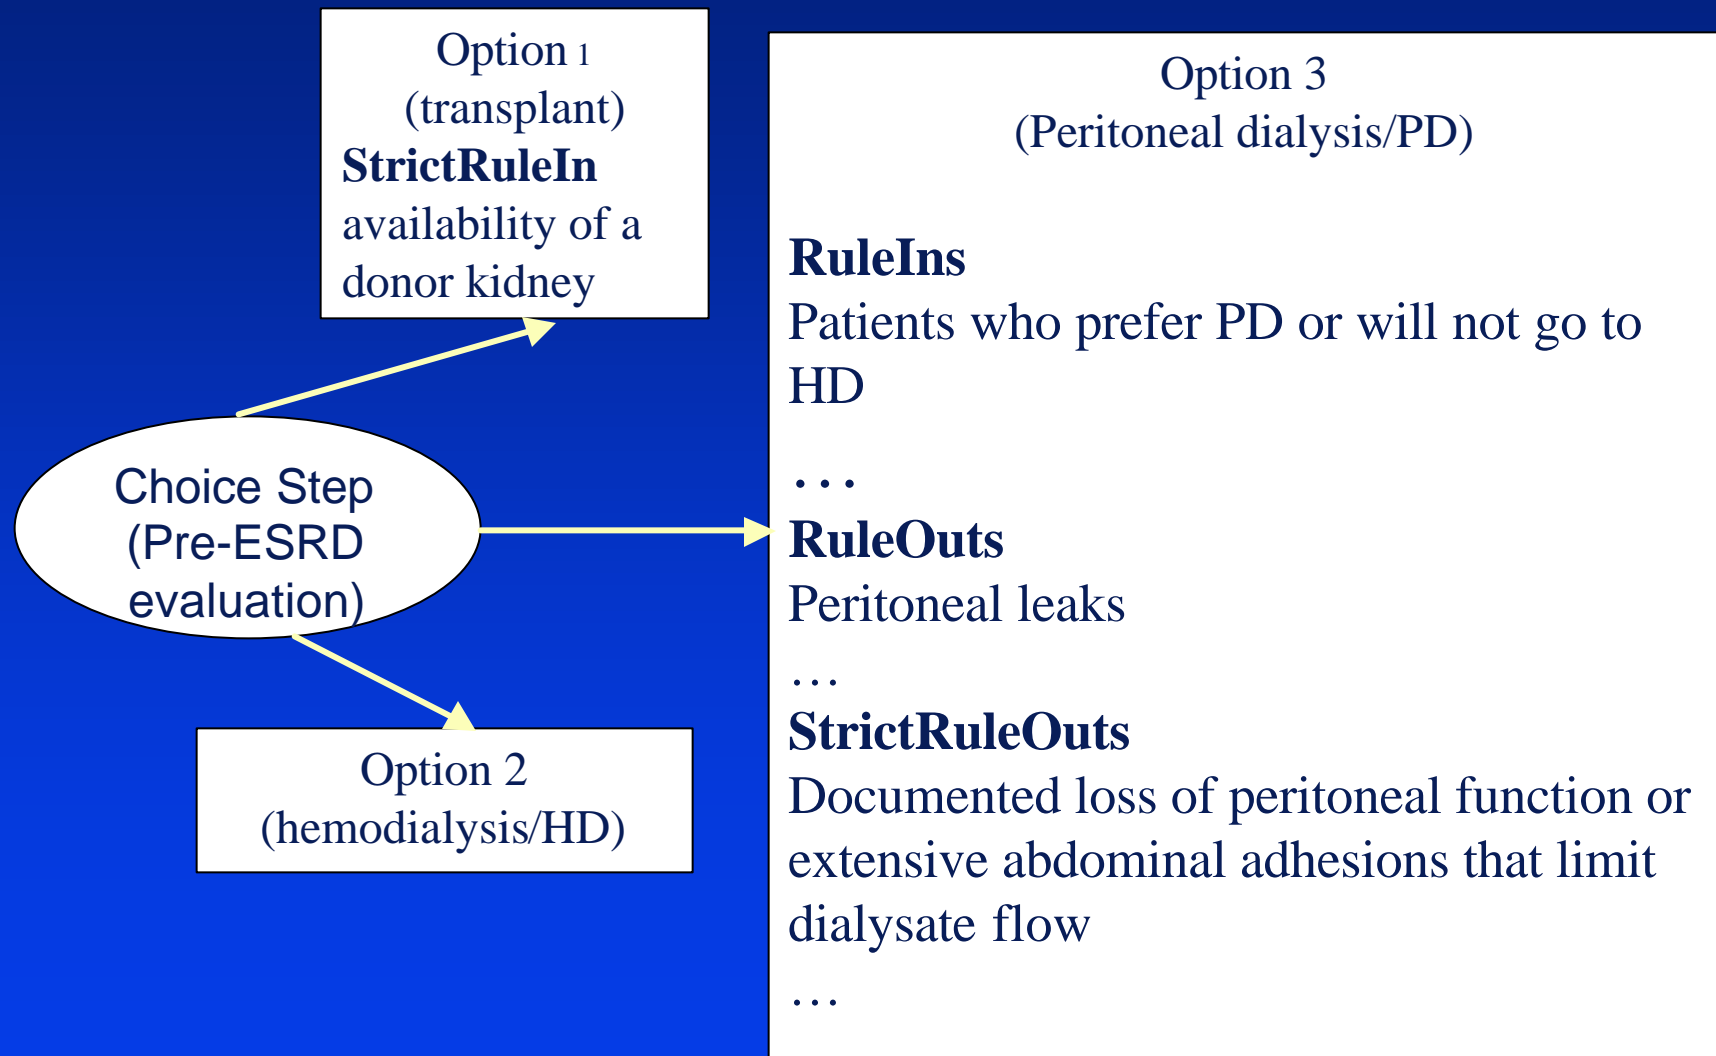 Option 1
(transplant)
StrictRuleIn
availability of a
donor kidney
Option 3
(Peritoneal dialysis/PD)
RuleIns
Patients who prefer PD or will not go to
HD
…
RuleOuts
Peritoneal leaks
…
StrictRuleOuts
Documented loss of peritoneal function or
extensive abdominal adhesions that limit
dialysate flow
…
Choice Step
(Pre-ESRD
evaluation)
Option 2
(hemodialysis/HD)